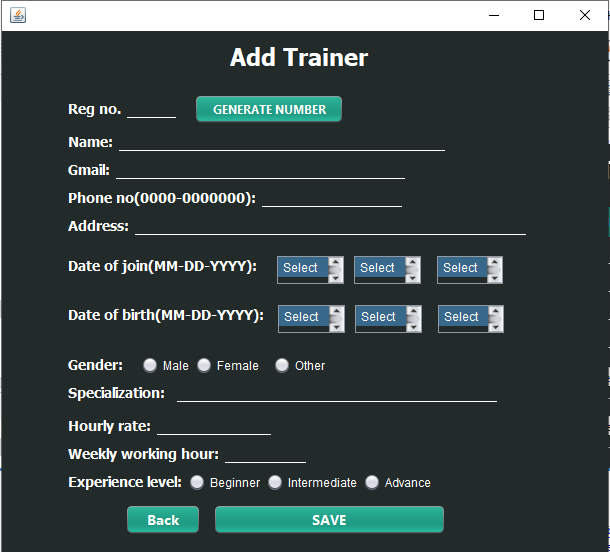 Add Trainer
Reg no. GENERATE NUMBER
Name:
Gmail:
Phone no(0000-0000000):
Address:
Date of join(MM-DD-YYYY): Select Select Select
Date of birth(MM-DD-YYYY): Select Select Select
Gender: Male Female Other
Specialization:
Hourly rate:
Weekly working hour:
Experience level: Beginner Intermediate Advance
Back SAVE